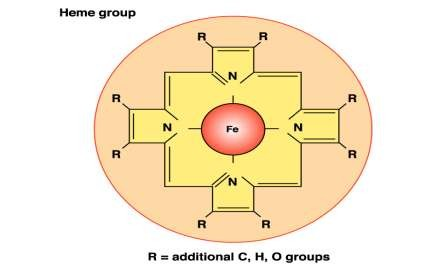 Heme group
R R
N
R R
N Fe N
R R
N
R R
R = additional C, H, O groups